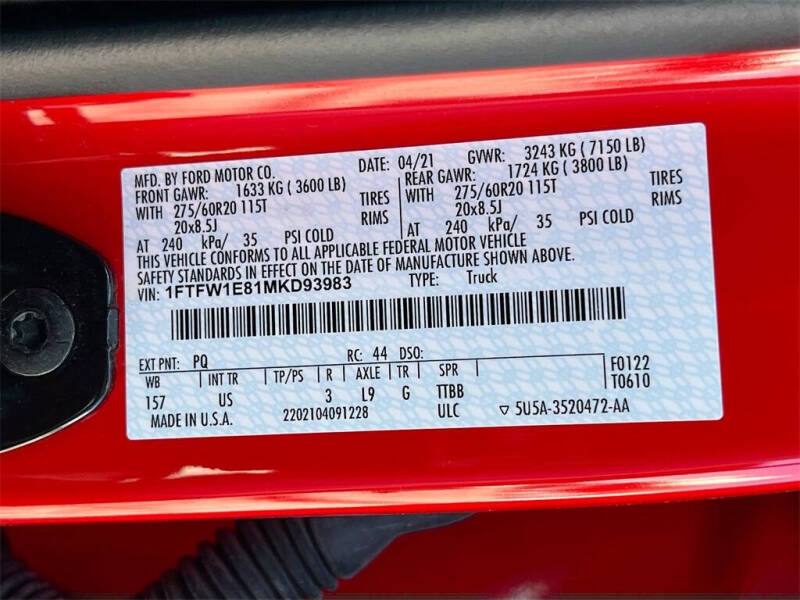 MFD. BY FORD MOTOR CO. DATE: 04/21 GVWR: 3243 KG ( 7150 LB)
FRONT GAWR: 1633 KG ( 3600 LB) REAR GAWR: 1724 KG ( 3800 LB)
WITH 275/60R20 115T TIRES WITH 275/60R20 115T TIRES
20x8.5J RIMS 20x8.5J RIMS
AT 240 kPa/ 35 PSI COLD AT 240 kPa/ 35 PSI COLD
THIS VEHICLE CONFORMS TO ALL APPLICABLE FEDERAL MOTOR VEHICLE
SAFETY STANDARDS IN EFFECT ON THE DATE OF MANUFACTURE SHOWN ABOVE.
VIN: 1FTFW1E81MKD93983 TYPE: Truck
EXT PNT: PQ RC: 44 DSO: F0122
WB INT TR TP/PS R AXLE TR SPR T0610
157 US 3 L9 G TTBB
MADE IN U.S.A. 2202104091228 ULC ▽ 5U5A-3520472-AA